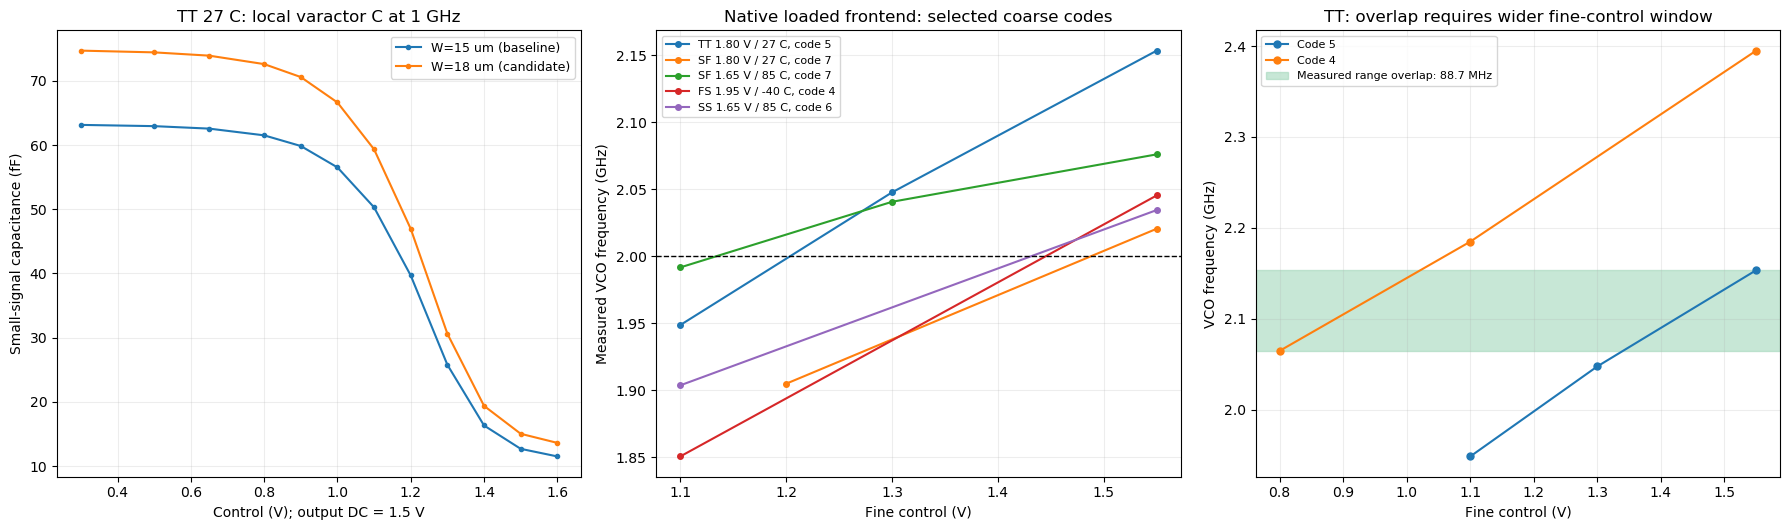 TT 27 C: local varactor C at 1 GHz
W=15 um (baseline)
W=18 um (candidate)
Small-signal capacitance (fF)
70
60
50
40
30
20
10
0.4 0.6 0.8 1.0 1.2 1.4 1.6
Control (V); output DC = 1.5 V
Native loaded frontend: selected coarse codes
TT 1.80 V / 27 C, code 5
SF 1.80 V / 27 C, code 7
SF 1.65 V / 85 C, code 7
FS 1.95 V / -40 C, code 4
SS 1.65 V / 85 C, code 6
Measured VCO frequency (GHz)
2.15
2.10
2.05
2.00
1.95
1.90
1.85
1.1 1.2 1.3 1.4 1.5
Fine control (V)
TT: overlap requires wider fine-control window
Code 5
Code 4
Measured range overlap: 88.7 MHz
VCO frequency (GHz)
2.4
2.3
2.2
2.1
2.0
0.8 0.9 1.0 1.1 1.2 1.3 1.4 1.5
Fine control (V)